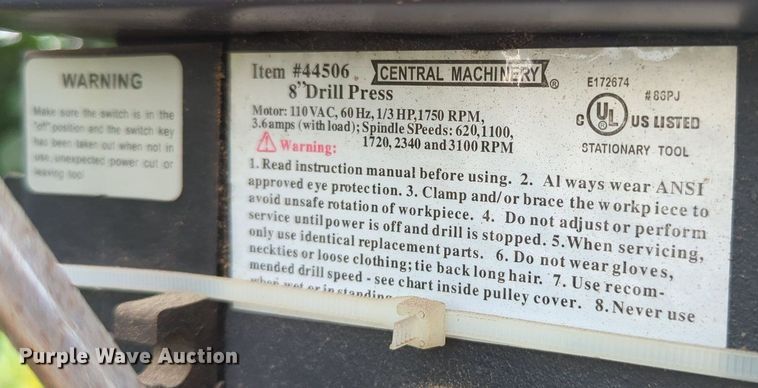 WARNING
Make sure the switch is in the
"off" position and the switch key
has been taken out when not in
use, unexpected power cut or
leaving tool
Item #44506
CENTRAL MACHINERY ®
8" Drill Press
Motor: 110 VAC, 60 Hz, 1/3 HP, 1750 RPM,
3.6amps (with load); Spindle SPeeds: 620, 1100,
1720, 2340 and 3100 RPM
E172674
#86PJ
C UL US LISTED
STATIONARY TOOL
Warning:
1. Read instruction manual before using. 2. Always wear ANSI
approved eye protection. 3. Clamp and/or brace the workpiece to
avoid unsafe rotation of workpiece. 4. Do not adjust or perform
service until power is off and drill is stopped. 5. When servicing,
only use identical replacement parts. 6. Do not wear gloves,
neckties or loose clothing; tie back long hair. 7. Use recom-
mended drill speed - see chart inside pulley cover. 8. Never use
when wet or in standing
Purple Wave Auction